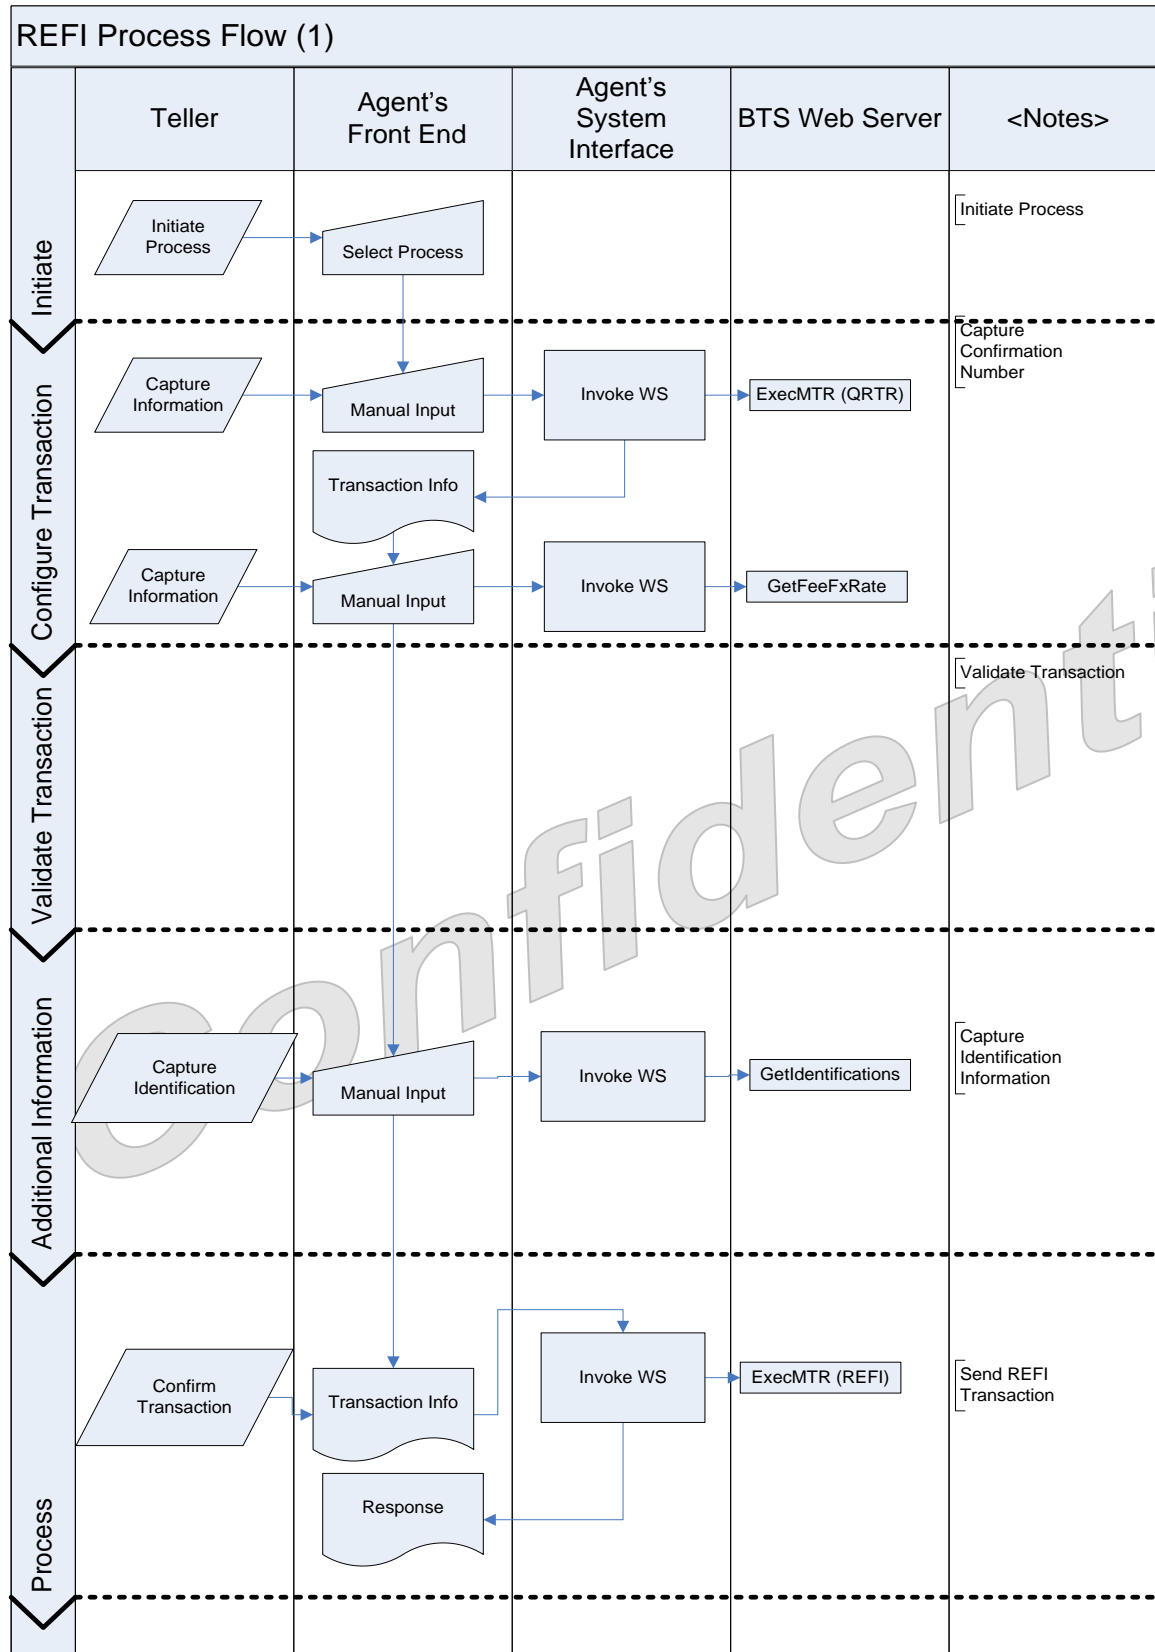 REFI Process Flow (1)
Teller
Agent's
Front End
Agent's
System
Interface
BTS Web Server
<Notes>
Initiate
Initiate
Process
Select Process
Initiate Process
Configure Transaction
Capture
Information
Manual Input
Invoke WS
ExecMTR (QRTR)
Capture
Confirmation
Number
Transaction Info
Capture
Information
Manual Input
Invoke WS
GetFeeFxRate
Validate Transaction
Validate Transaction
Additional Information
Capture
Identification
Manual Input
Invoke WS
GetIdentifications
Capture
Identification
Information
Process
Confirm
Transaction
Transaction Info
Invoke WS
ExecMTR (REFI)
Send REFI
Transaction
Response
Confidenti